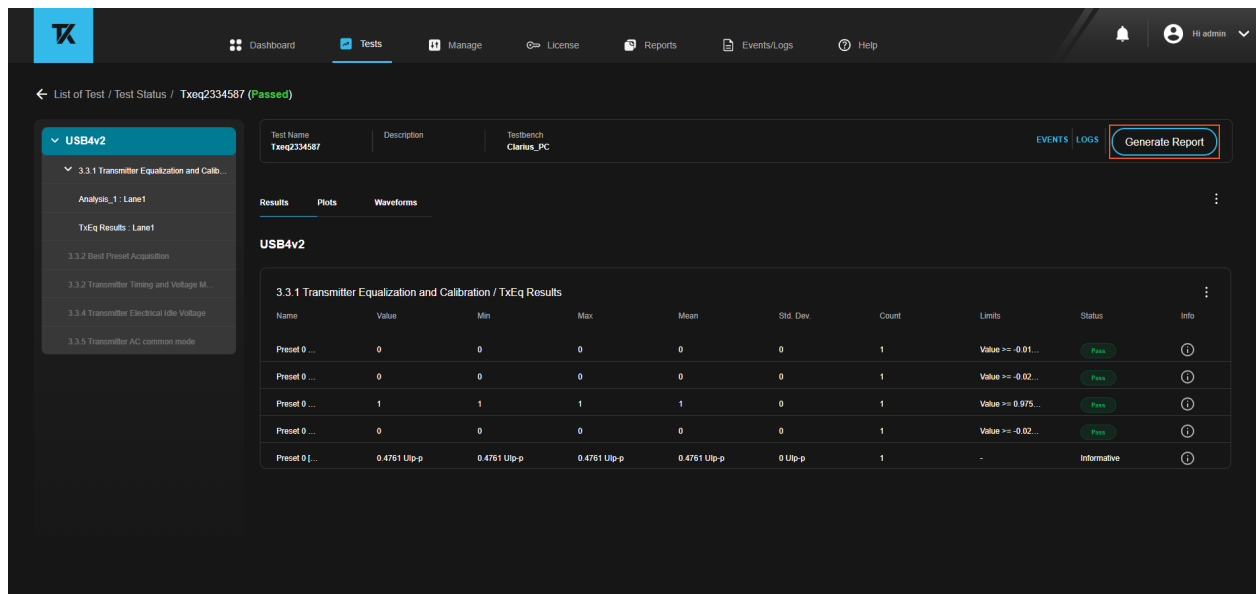 TK
Dashboard Tests Manage License Reports Events/Logs Help Hi admin
List of Test / Test Status / Txeq2334587 (Passed)
USB4v2
3.3.1 Transmitter Equalization and Calib...
Analysis_1 : Lane1
TxEq Results : Lane1
3.3.2 Best Preset Acquisition
3.3.2 Transmitter Timing and Voltage M...
3.3.4 Transmitter Electrical Idle Voltage
3.3.5 Transmitter AC common mode
Test Name Description Testbench
Txeq2334587 Clarius_PC
EVENTS LOGS Generate Report
Results Plots Waveforms
USB4v2
3.3.1 Transmitter Equalization and Calibration / TxEq Results
Name Value Min Max Mean Std. Dev. Count Limits Status Info
Preset 0 ... 0 0 0 0 0 1 Value >= -0.01... Pass
Preset 0 ... 0 0 0 0 0 1 Value >= -0.02... Pass
Preset 0 ... 1 1 1 1 0 1 Value >= 0.975... Pass
Preset 0 ... 0 0 0 0 0 1 Value >= -0.02... Pass
Preset 0 [... 0.4761 UIp-p 0.4761 UIp-p 0.4761 UIp-p 0.4761 UIp-p 0 UIp-p 1 - Informative